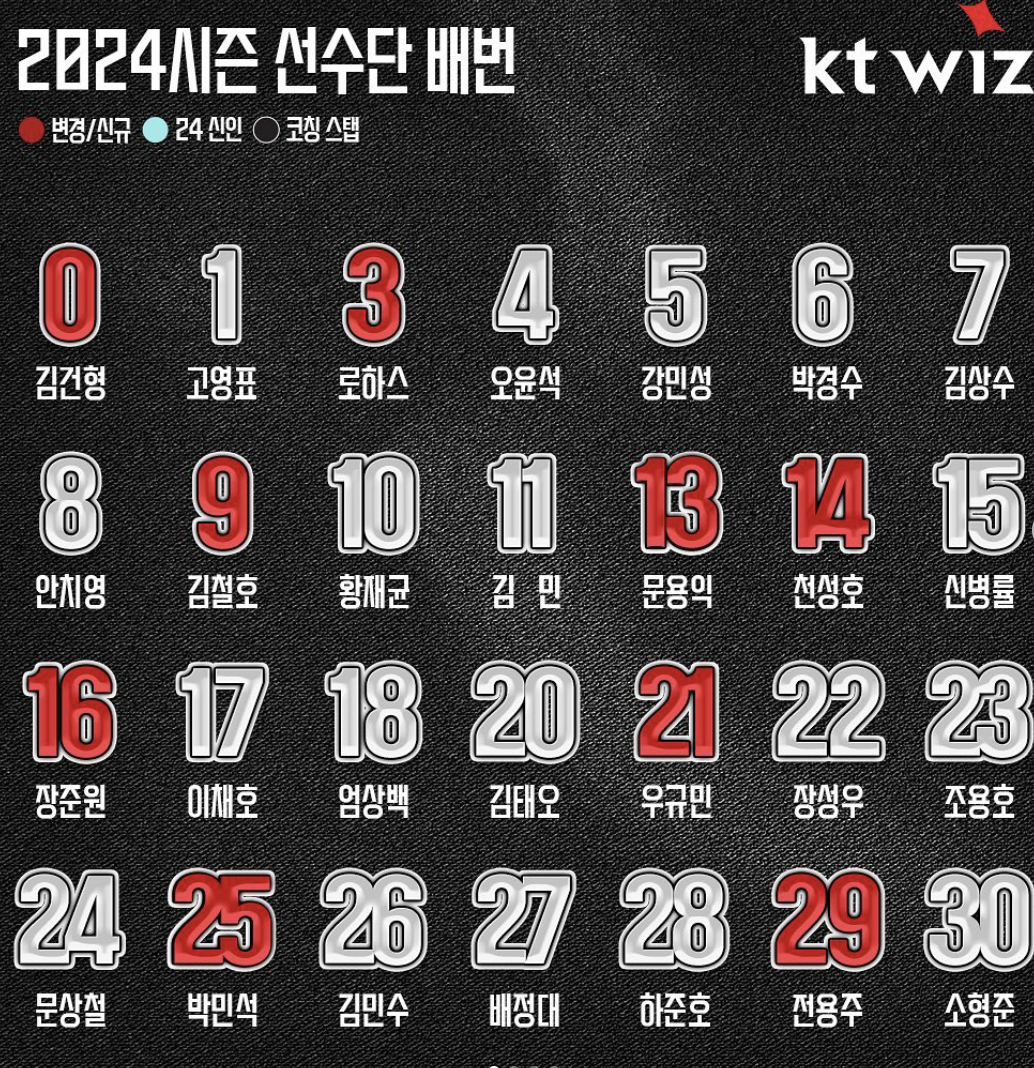 2024시즌 선수단 배번
kt wiz
변경/신규 24 신인 코칭 스탭
0 1 3 4 5 6 7
김건형 고영표 로하스 오윤석 강민성 박경수 김상수
8 9 10 11 13 14 15
안치영 김철호 황재균 김 민 문용익 천성호 신병률
16 17 18 20 21 22 23
장준원 이채호 엄상백 김태오 우규민 장성우 조용호
24 25 26 27 28 29 30
문상철 박민석 김민수 배정대 하준호 전용주 소형준